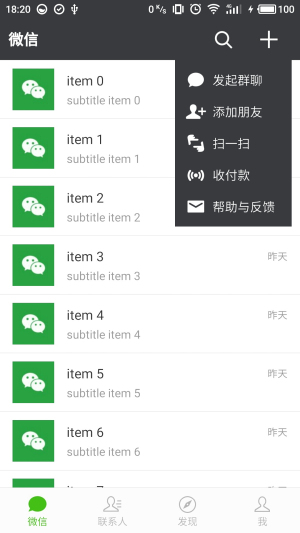 18:20 0 K/s 4G 100
微信
item 0
subtitle item 0
发起群聊
添加朋友
扫一扫
收付款
帮助与反馈
item 1
subtitle item 1
item 2
subtitle item 2
item 3 昨天
subtitle item 3
item 4 昨天
subtitle item 4
item 5 昨天
subtitle item 5
item 6 昨天
subtitle item 6
微信 联系人 发现 我